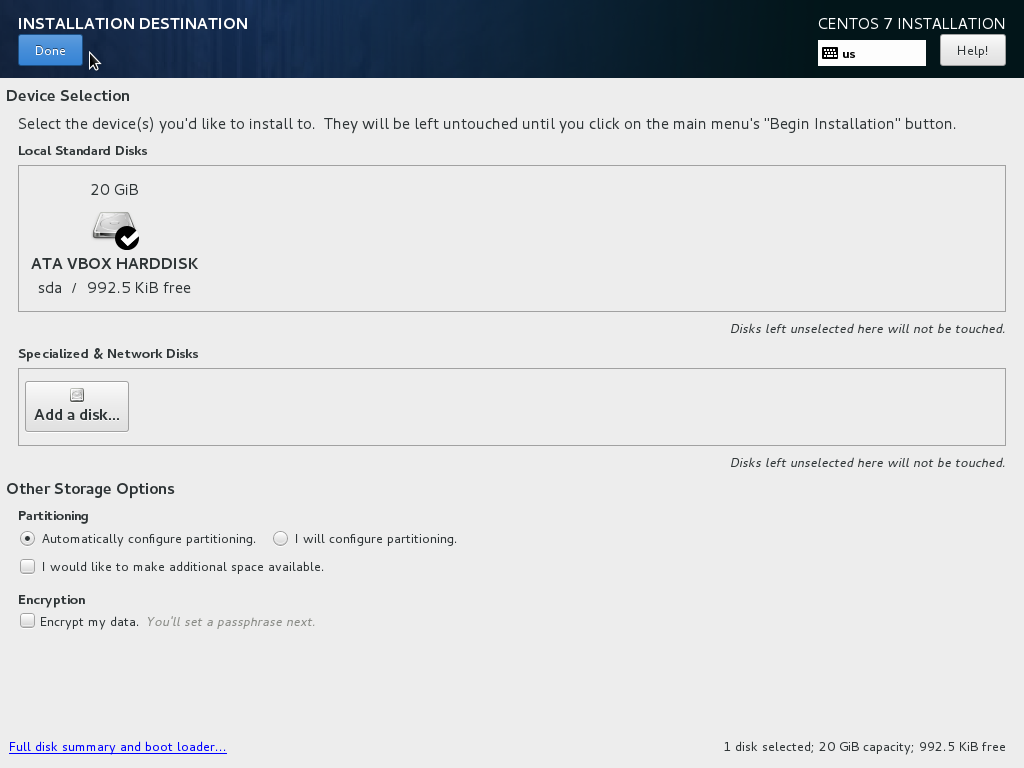 INSTALLATION DESTINATION
CENTOS 7 INSTALLATION
Done
us
Help!
Device Selection
Select the device(s) you'd like to install to.  They will be left untouched until you click on the main menu's "Begin Installation" button.
Local Standard Disks
20 GiB
ATA VBOX HARDDISK
sda / 992.5 KiB free
Disks left unselected here will not be touched.
Specialized & Network Disks
Add a disk...
Disks left unselected here will not be touched.
Other Storage Options
Partitioning
Automatically configure partitioning. I will configure partitioning.
I would like to make additional space available.
Encryption
Encrypt my data. You'll set a passphrase next.
Full disk summary and boot loader... 1 disk selected; 20 GiB capacity; 992.5 KiB free